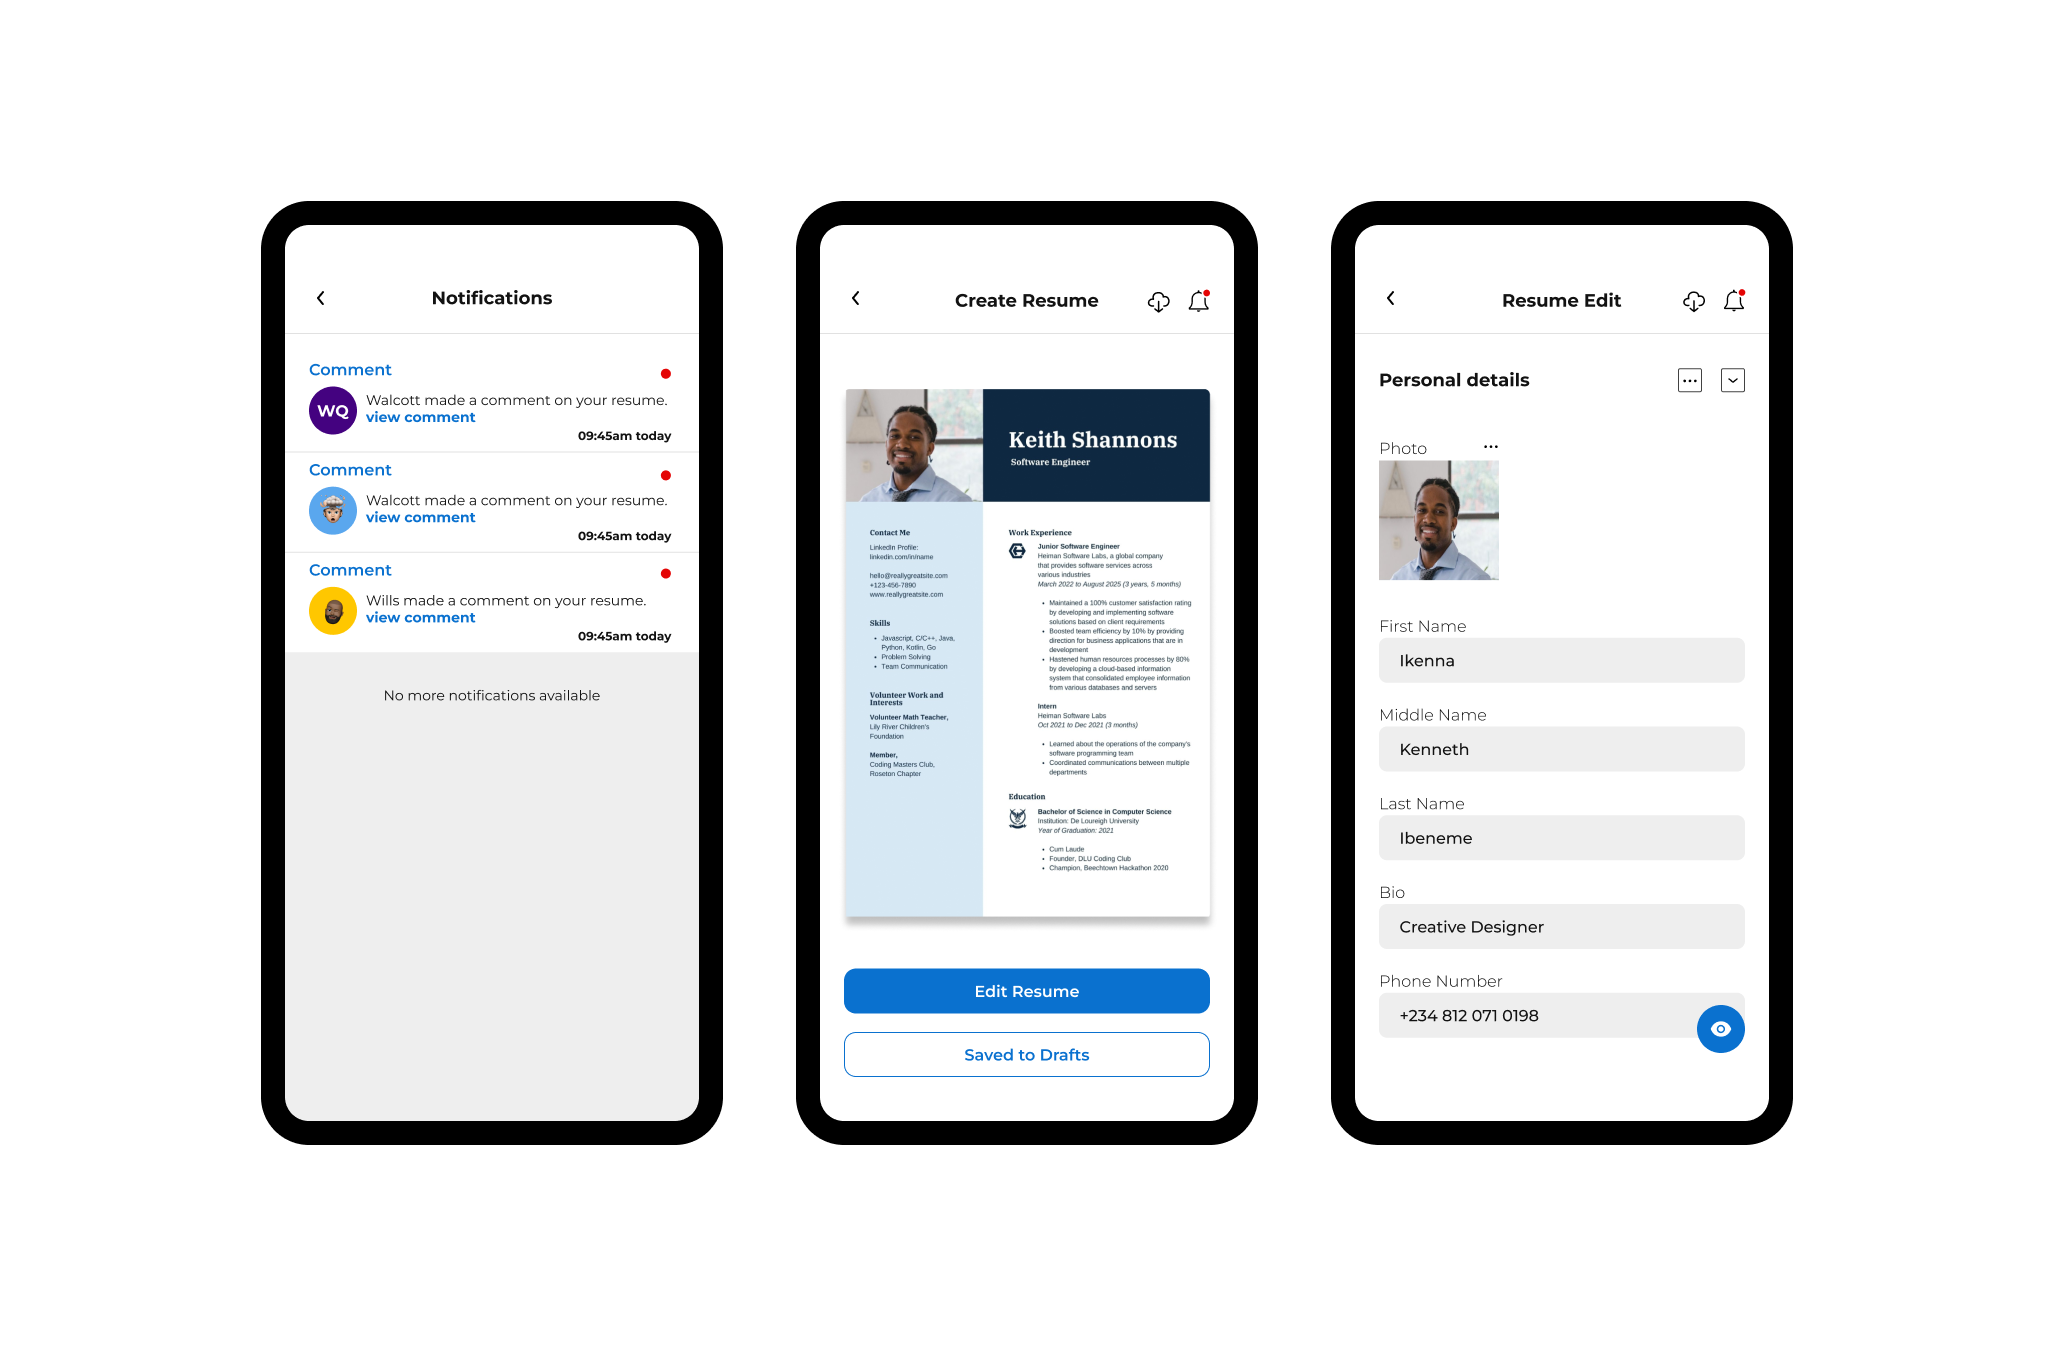 Notifications
Comment
WQ
Walcott made a comment on your resume.
view comment
09:45am today
Comment
Walcott made a comment on your resume.
view comment
09:45am today
Comment
Wills made a comment on your resume.
view comment
09:45am today
No more notifications available
Create Resume
Keith Shannons
Software Engineer
Contact Me
LinkedIn Profile:
linkedin.com/in/name
hello@reallygreatsite.com
+123-456-7890
www.reallygreatsite.com
Skills
• Javascript, C/C++, Java,
Python, Kotlin, Go
• Problem Solving
• Team Communication
Volunteer Work and
Interests
Volunteer Math Teacher,
Lily River Children's
Foundation
Member,
Coding Masters Club,
Roseton Chapter
Work Experience
Junior Software Engineer
Heiman Software Labs, a global company
that provides software services across
various industries
March 2022 to August 2025 (3 years, 5 months)
• Maintained a 100% customer satisfaction rating
by developing and implementing software
solutions based on client requirements
• Boosted team efficiency by 10% by providing
direction for business applications that are in
development
• Hastened human resources processes by 80%
by developing a cloud-based information
system that consolidated employee information
from various databases and servers
Intern
Heiman Software Labs
Oct 2021 to Dec 2021 (3 months)
• Learned about the operations of the company's
software programming team
• Coordinated communications between multiple
departments
Education
Bachelor of Science in Computer Science
Institution: De Loureigh University
Year of Graduation: 2021
• Cum Laude
• Founder, DLU Coding Club
• Champion, Beechtown Hackathon 2020
Edit Resume
Saved to Drafts
Resume Edit
Personal details
Photo
First Name
Ikenna
Middle Name
Kenneth
Last Name
Ibeneme
Bio
Creative Designer
Phone Number
+234 812 071 0198